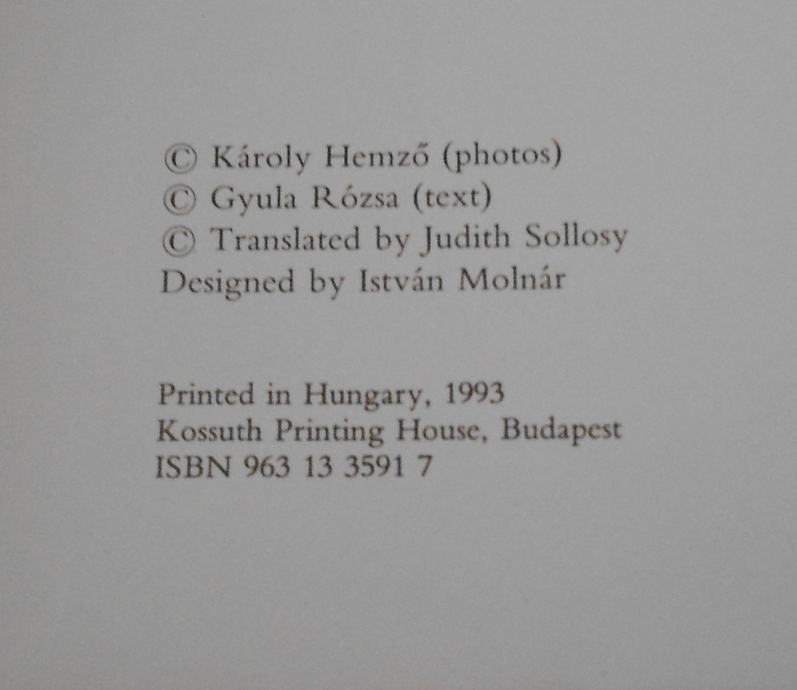 © Károly Hemző (photos)
© Gyula Rózsa (text)
© Translated by Judith Sollosy
Designed by István Molnár
Printed in Hungary, 1993
Kossuth Printing House, Budapest
ISBN 963 13 3591 7